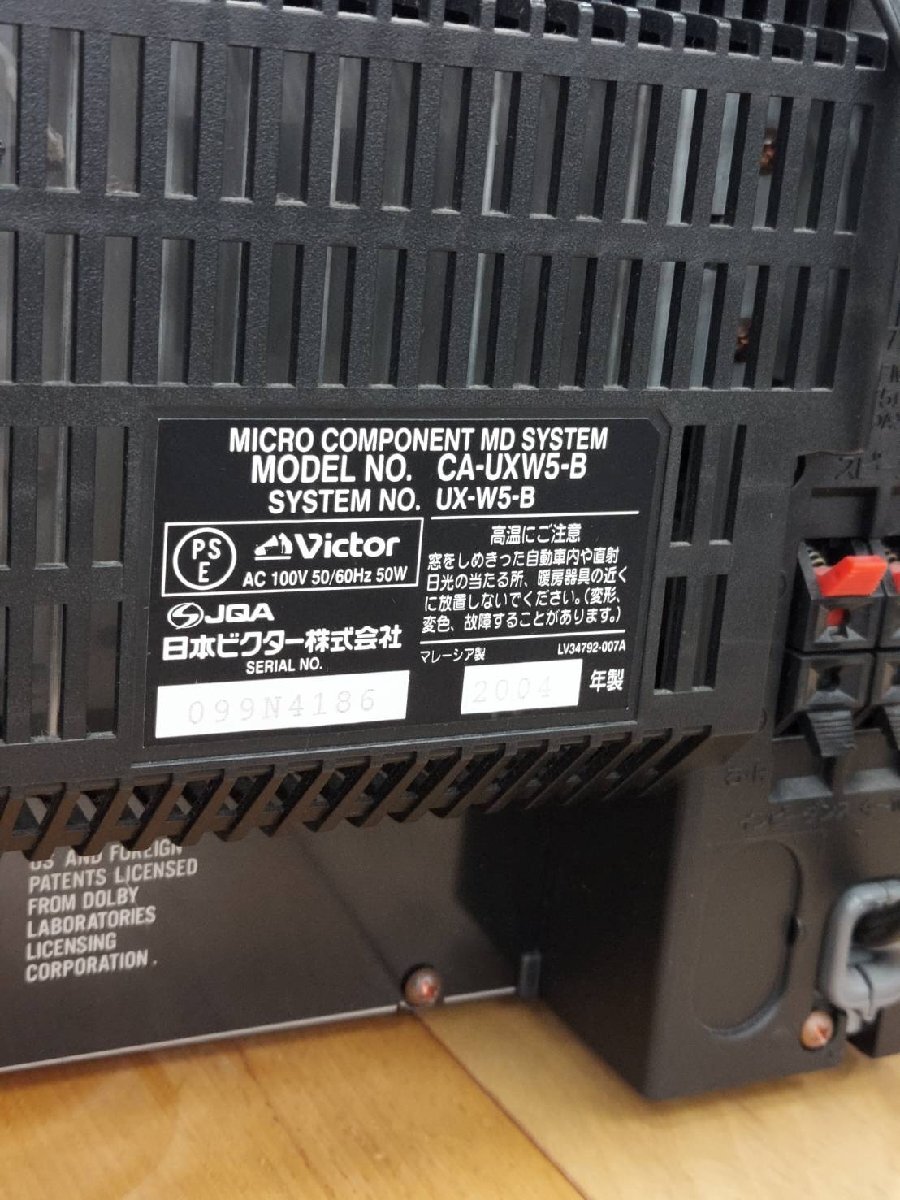 MICRO COMPONENT MD SYSTEM
MODEL NO. CA-UXW5-B
SYSTEM NO. UX-W5-B
PS
E
Victor
AC 100V 50/60Hz 50W
JQA
日本ビクター株式会社
SERIAL NO.
099N4186
高温にご注意
窓をしめきった自動車内や直射
日光の当たる所、暖房器具の近く
に放置しないでください。（変形、
変色、故障することがあります。）
マレーシア製 LV34792-007A
2004 年製
US AND FOREIGN
PATENTS LICENSED
FROM DOLBY
LABORATORIES
LICENSING
CORPORATION.